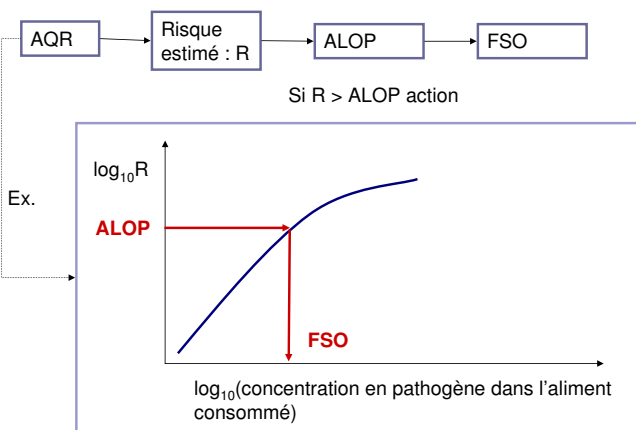 AQR
Risque
estimé : R
ALOP
FSO
Si R > ALOP action
Ex.
log₁₀R
ALOP
FSO
log₁₀(concentration en pathogène dans l'aliment
consommé)